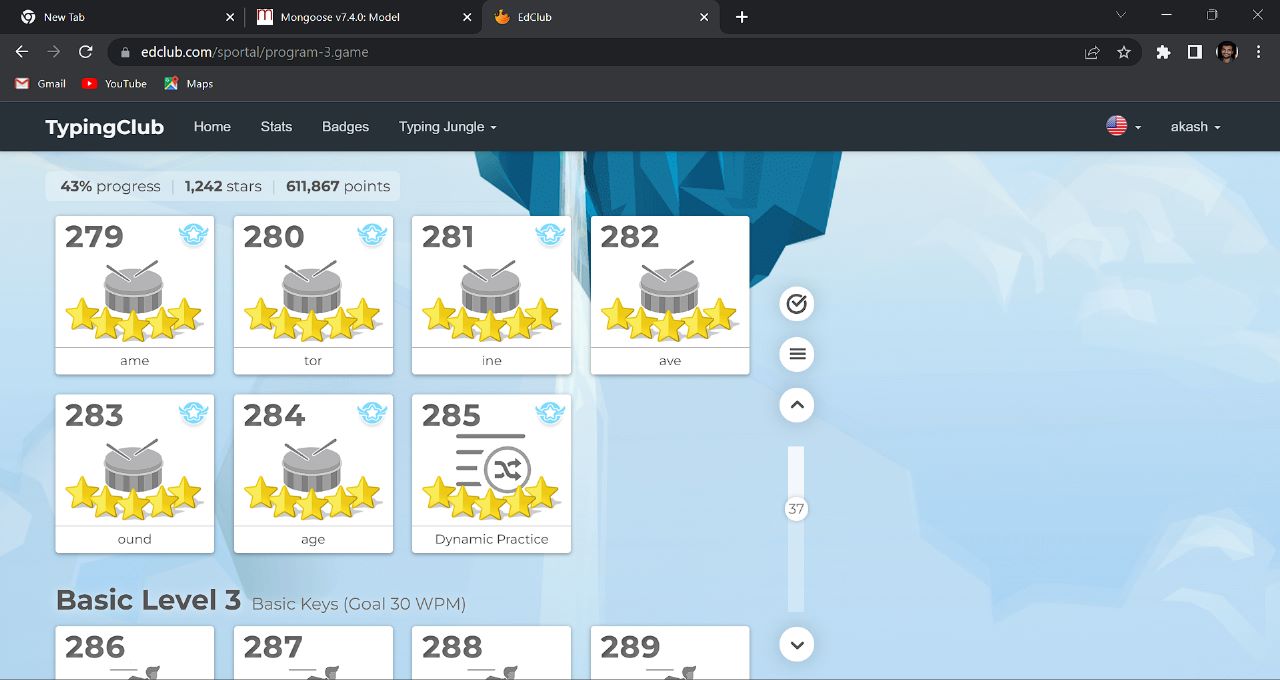 New Tab
Mongoose v7.4.0: Model
EdClub
edclub.com/sportal/program-3.game
Gmail
YouTube
Maps
TypingClub
Home
Stats
Badges
Typing Jungle
akash
43% progress | 1,242 stars | 611,867 points
279
280
281
282
ame
tor
ine
ave
283
284
285
37
ound
age
Dynamic Practice
Basic Level 3 Basic Keys (Goal 30 WPM)
286
287
288
289